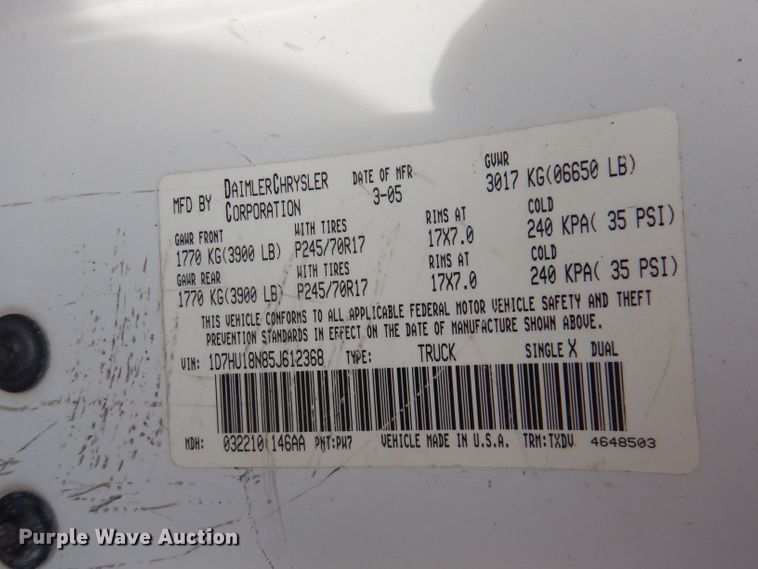 MFD BY DAIMLERCHRYSLER CORPORATION DATE OF MFR 3-05 GVWR 3017 KG(06650 LB)
GAWR FRONT WITH TIRES RIMS AT COLD
1770 KG(3900 LB) P245/70R17 17X7.0 240 KPA( 35 PSI)
GAWR REAR WITH TIRES RIMS AT COLD
1770 KG(3900 LB) P245/70R17 17X7.0 240 KPA( 35 PSI)
THIS VEHICLE CONFORMS TO ALL APPLICABLE FEDERAL MOTOR VEHICLE SAFETY AND THEFT
PREVENTION STANDARDS IN EFFECT ON THE DATE OF MANUFACTURE SHOWN ABOVE.
VIN: 1D7HU18N85J612368 TYPE: TRUCK SINGLE X DUAL
MDH: 032210 146AA PNT:PW7 VEHICLE MADE IN U.S.A. TRM:TXDV 4648503
Purple Wave Auction